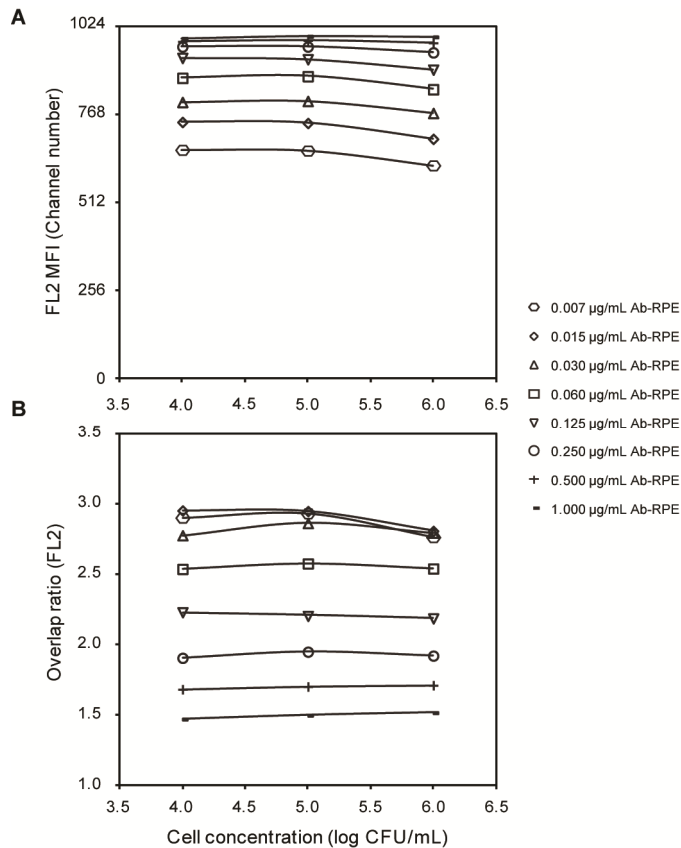 A
1024
768
512
256
0
FL2 MFI (Channel number)
3.5 4.0 4.5 5.0 5.5 6.0 6.5
0.007 µg/mL Ab-RPE
0.015 µg/mL Ab-RPE
0.030 µg/mL Ab-RPE
0.060 µg/mL Ab-RPE
0.125 µg/mL Ab-RPE
0.250 µg/mL Ab-RPE
0.500 µg/mL Ab-RPE
1.000 µg/mL Ab-RPE
B
3.5
3.0
2.5
2.0
1.5
1.0
Overlap ratio (FL2)
3.5 4.0 4.5 5.0 5.5 6.0 6.5
Cell concentration (log CFU/mL)